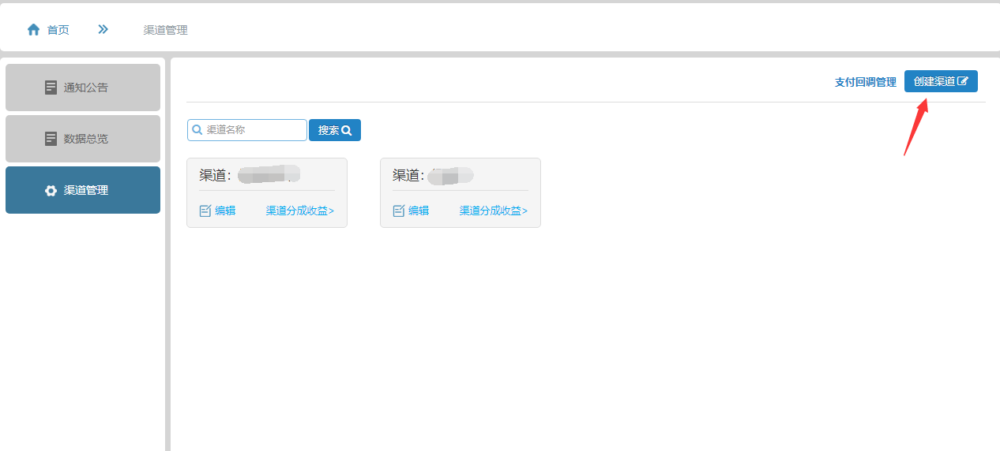 首页 渠道管理
通知公告
数据总览
渠道管理
支付回调管理 创建渠道
渠道名称 搜索
渠道： 渠道：
编辑 渠道分成收益> 编辑 渠道分成收益>